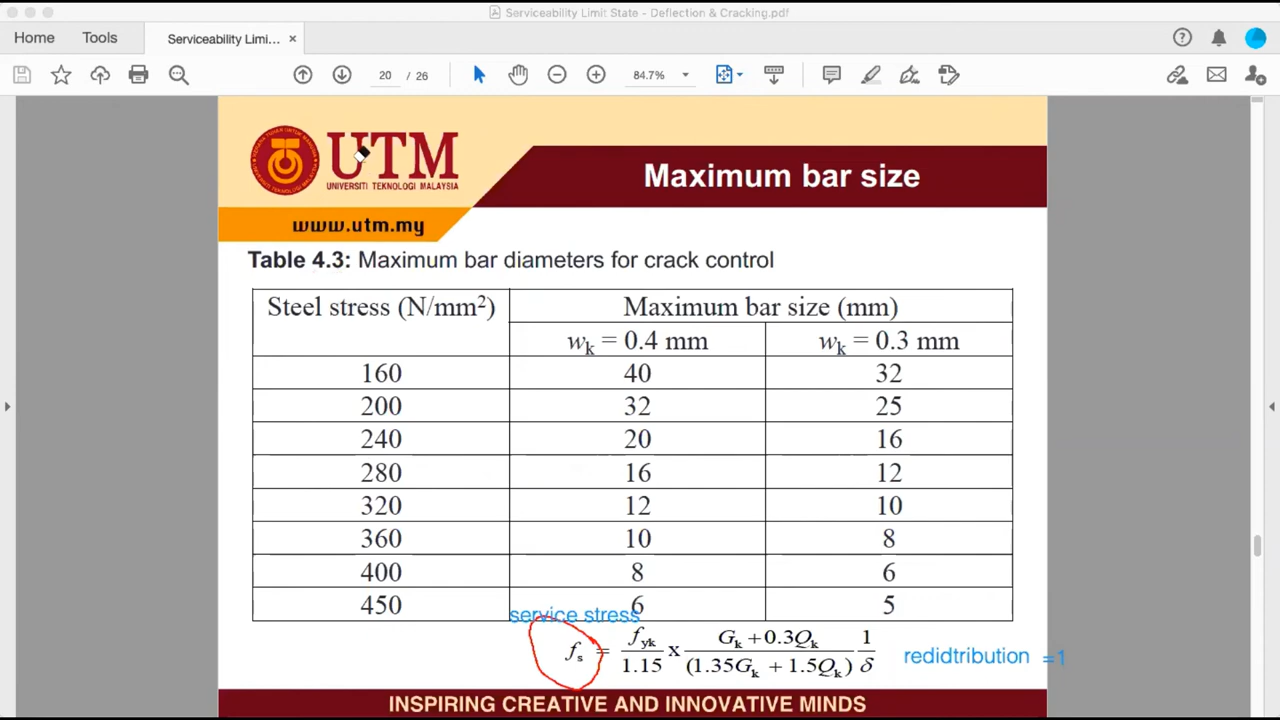 Serviceability Limit State - Deflection & Cracking.pdf
Home Tools Serviceability Limi... ×
20 / 26 84.7%
UTM
UNIVERSITI TEKNOLOGI MALAYSIA
Maximum bar size
www.utm.my
Table 4.3: Maximum bar diameters for crack control
Steel stress (N/mm²) Maximum bar size (mm)
wk = 0.4 mm wk = 0.3 mm
160 40 32
200 32 25
240 20 16
280 16 12
320 12 10
360 10 8
400 8 6
450 6 5
service stress
fs = fyk/1.15 x (Gk + 0.3Qk)/(1.35Gk + 1.5Qk) 1/δ redidtribution =1
INSPIRING CREATIVE AND INNOVATIVE MINDS